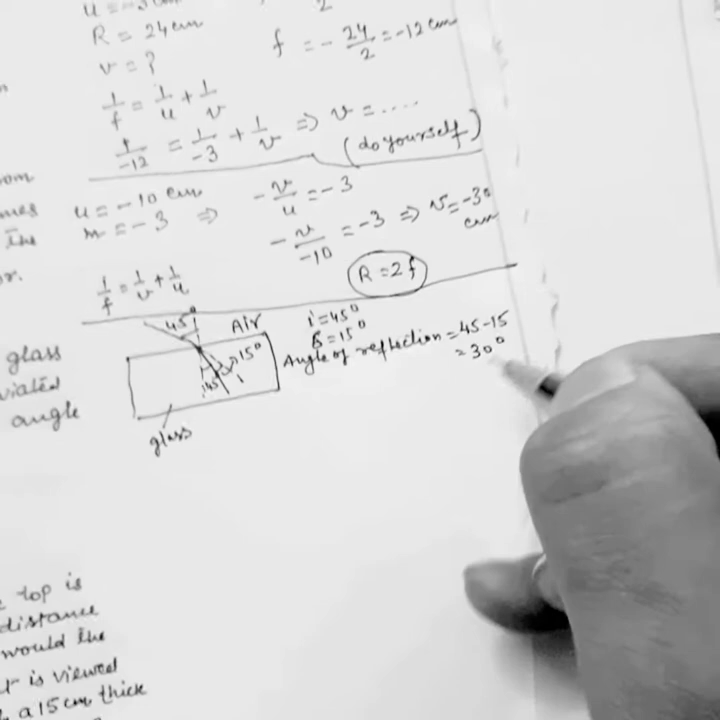 R = 24 cm
v = ?
f = - 24/2 = -12 cm
1/f = 1/u + 1/v
1/-12 = 1/-3 + 1/v ⇒ v = ....
(do yourself)
u = -10 cm
m = -3 ⇒ -v/u = -3
-v/-10 = -3 ⇒ v = -30 cm
1/f = 1/v + 1/u
R = 2f
45°
Air
i = 45°
δ = 15°
Angle of reflection = 45-15
= 30°
15°
45
glass
the
glass
viated
angle
top is
distance
would the
is viewed
a 15 cm thick